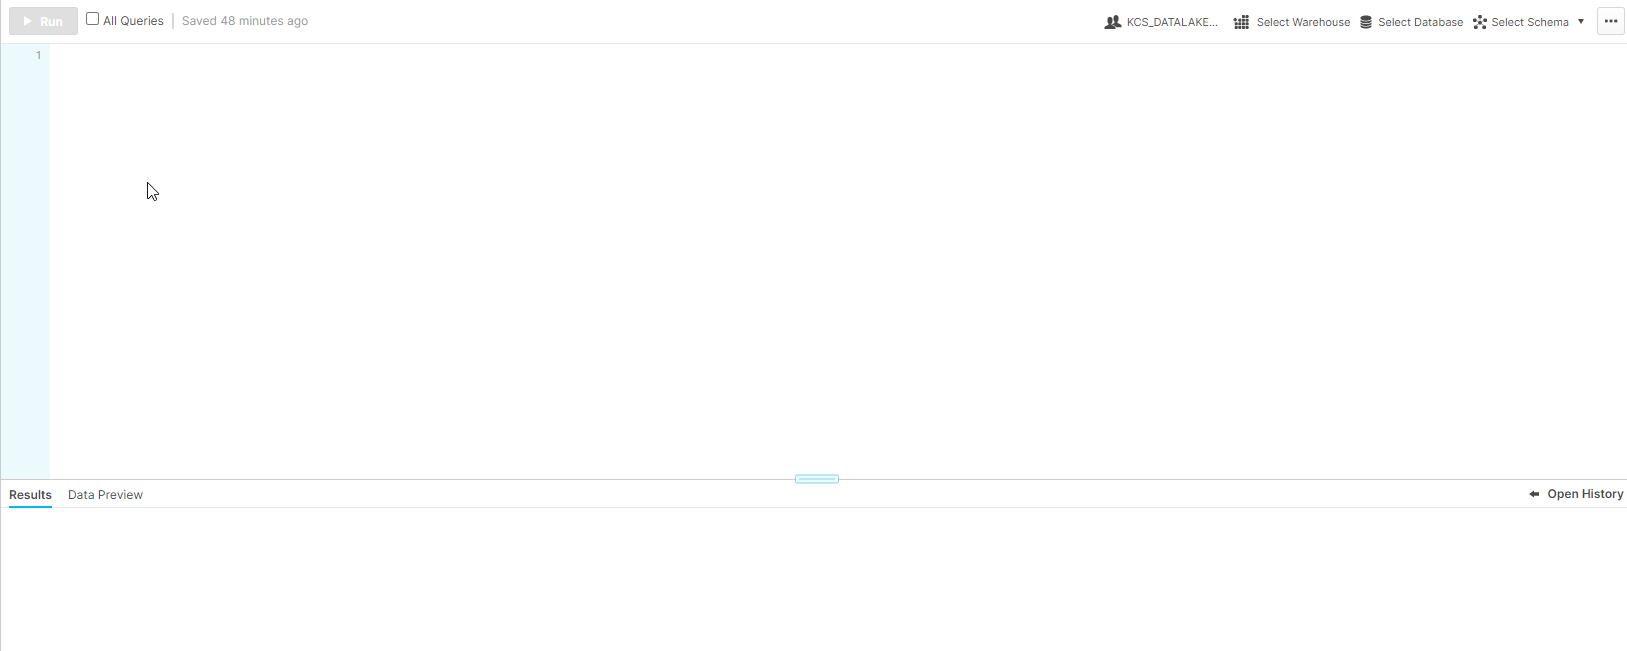 Run All Queries Saved 48 minutes ago KCS_DATALAKE... Select Warehouse Select Database Select Schema
1
Results Data Preview Open History